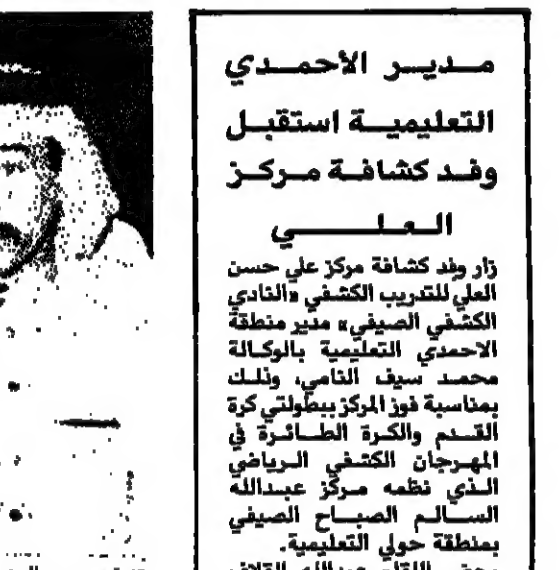 مدير الأحمدي
التعليمية استقبل
وفد كشافة مركز
العلي
زار وفد كشافة مركز علي حسن
العلي للتدريب الكشفي «النادي
الكشفي الصيفي» مدير منطقة
الاحمدي التعليمية بالوكالة
محمد سيف النامي، وذلك
بمناسبة فوز المركز ببطولتي كرة
القدم والكرة الطائرة في
المهرجان الكشفي الرياضي
الذي نظمه مركز عبدالله
السالم الصباح الصيفي
بمنطقة حولي التعليمية.